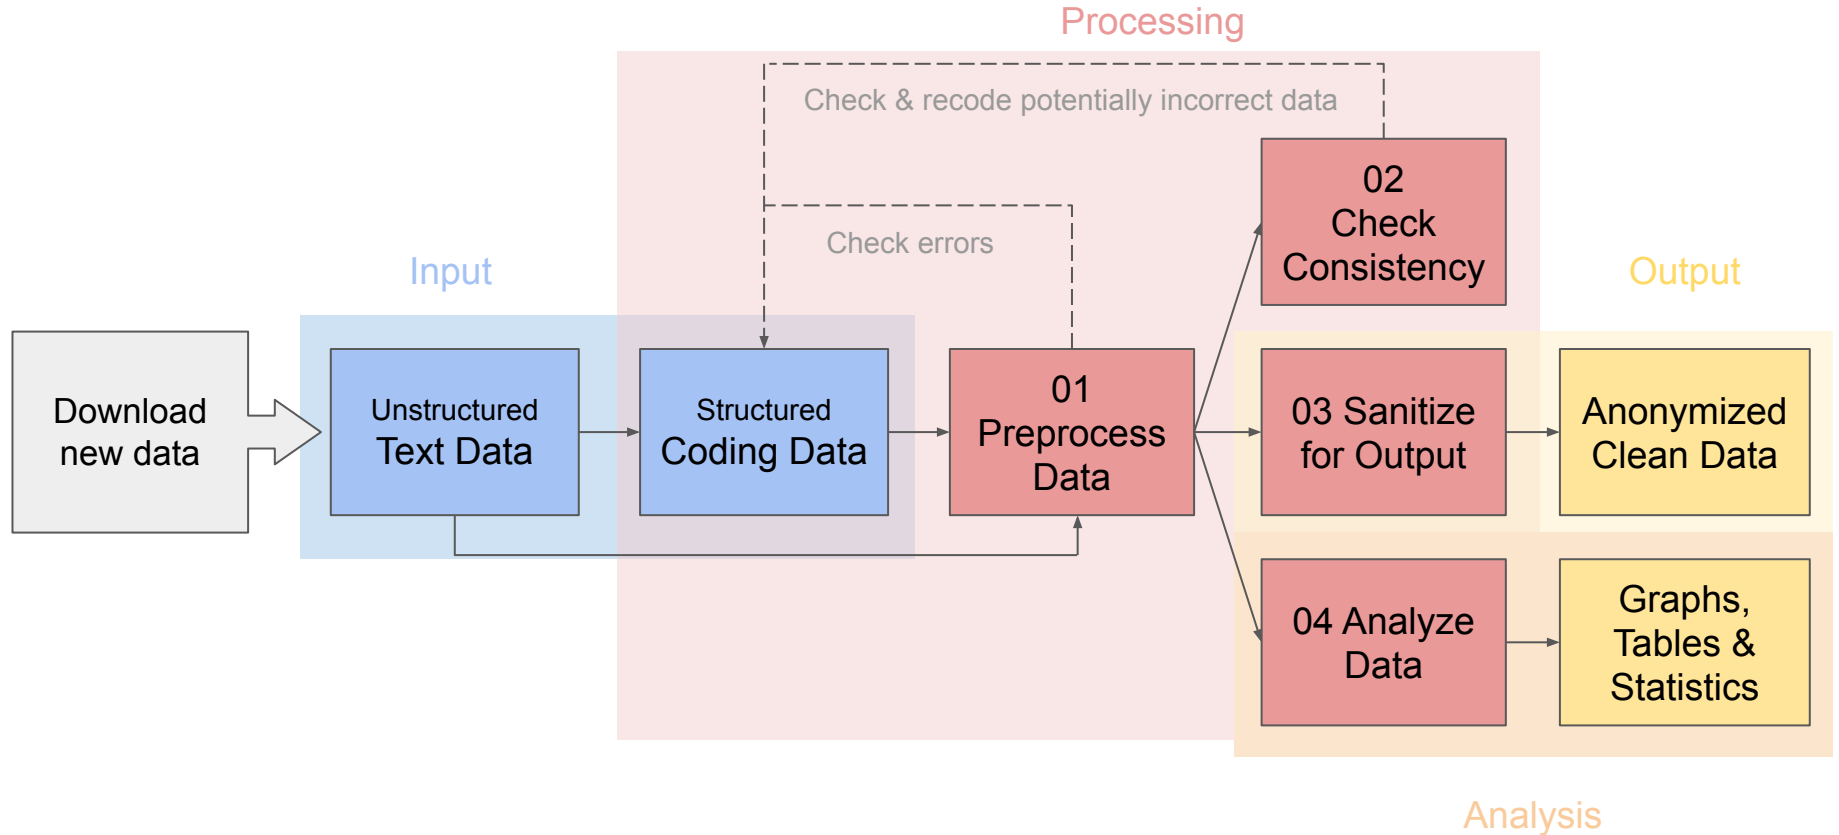 Processing
Check & recode potentially incorrect data
02
Check
Consistency
Check errors
Input
Output
Download
new data
Unstructured
Text Data
Structured
Coding Data
01
Preprocess
Data
03 Sanitize
for Output
Anonymized
Clean Data
04 Analyze
Data
Graphs,
Tables &
Statistics
Analysis